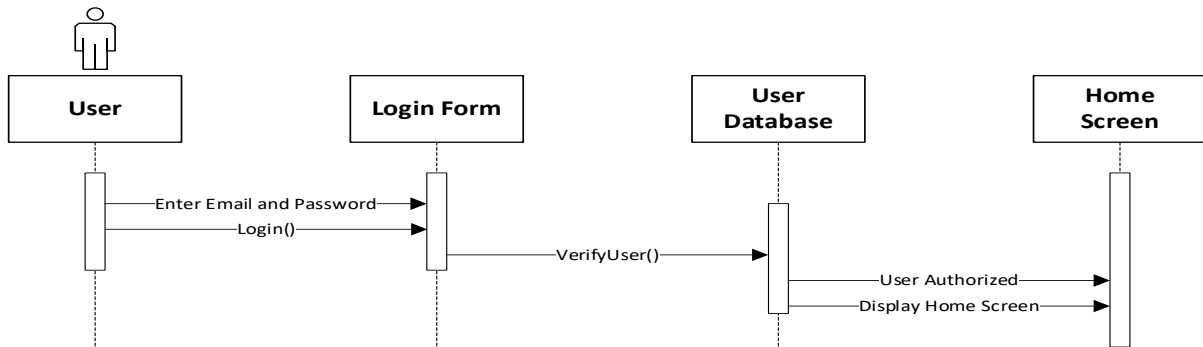 User
Login Form
User
Database
Home
Screen
Enter Email and Password
Login()
VerifyUser()
User Authorized
Display Home Screen